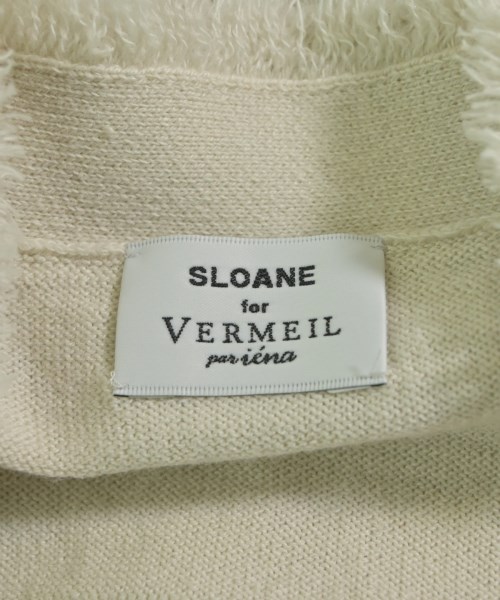 SLOANE
for
VERMEIL
par iéna